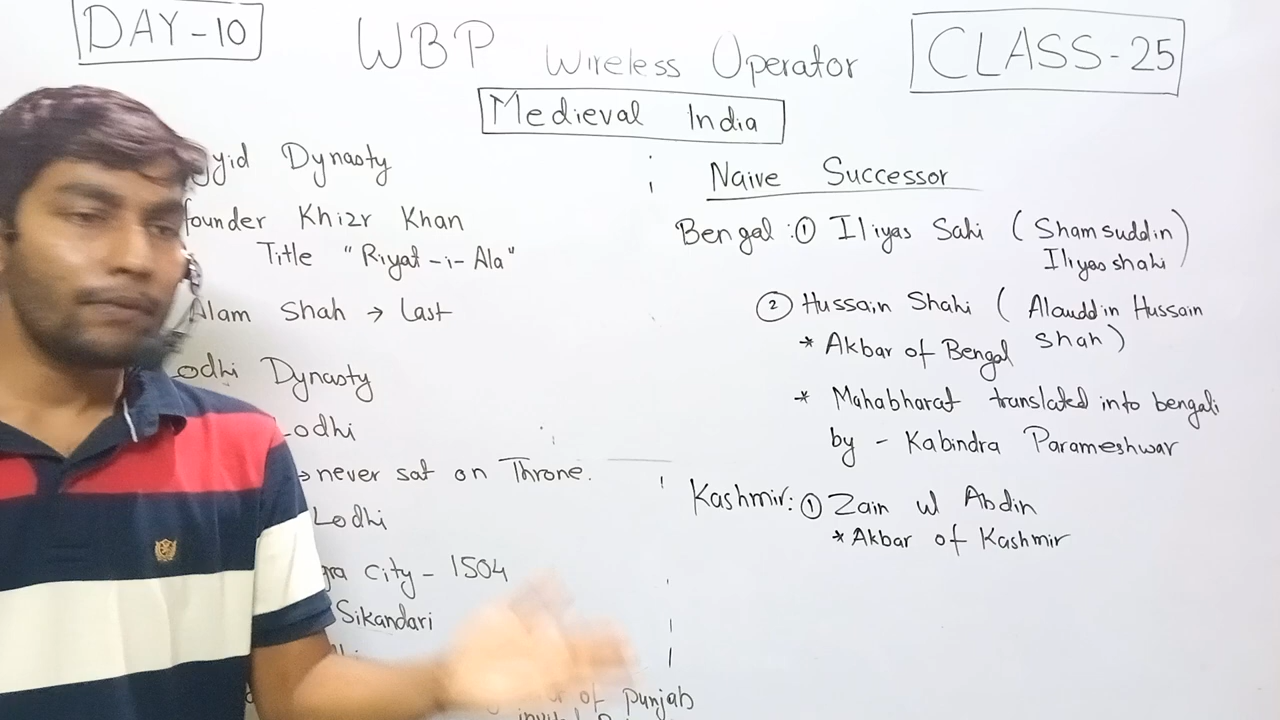 DAY-10
WBP Wireless Operator
CLASS-25
Medieval India
yid Dynasty
founder Khizr Khan
Title "Riyat-i-Ala"
Alam Shah → Last
odhi Dynasty
Lodhi
→ never sat on Throne.
Lodhi
gra City - 1504
Sikandari
of Punjab
Naive Successor
Bengal : ① Iliyas Sahi (Shamsuddin
Iliyas shahi)
② Hussain Shahi (Alauddin Hussain
Shah)
* Akbar of Bengal
* Mahabharat translated into bengali
by - Kabindra Parameshwar
Kashmir: ① Zain ul Abdin
* Akbar of Kashmir